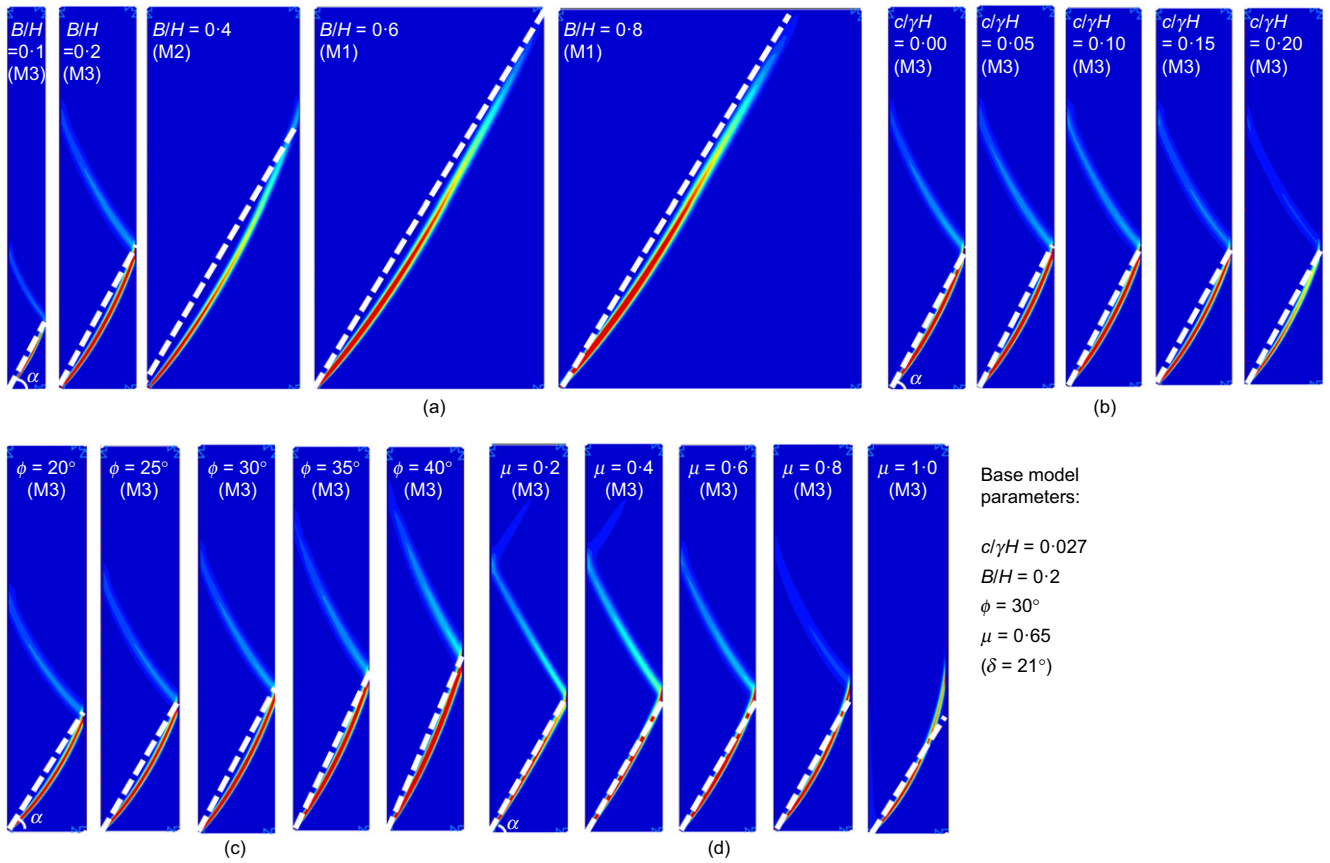 B/H
=0·1
(M3)
B/H
=0·2
(M3)
B/H = 0·4
(M2)
B/H = 0·6
(M1)
B/H = 0·8
(M1)
α
(a)
c/γH
= 0·00
(M3)
c/γH
= 0·05
(M3)
c/γH
= 0·10
(M3)
c/γH
= 0·15
(M3)
c/γH
= 0·20
(M3)
α
(b)
ϕ = 20°
(M3)
ϕ = 25°
(M3)
ϕ = 30°
(M3)
ϕ = 35°
(M3)
ϕ = 40°
(M3)
α
(c)
μ = 0·2
(M3)
μ = 0·4
(M3)
μ = 0·6
(M3)
μ = 0·8
(M3)
μ = 1·0
(M3)
α
(d)
Base model
parameters:
c/γH = 0·027
B/H = 0·2
ϕ = 30°
μ = 0·65
(δ = 21°)